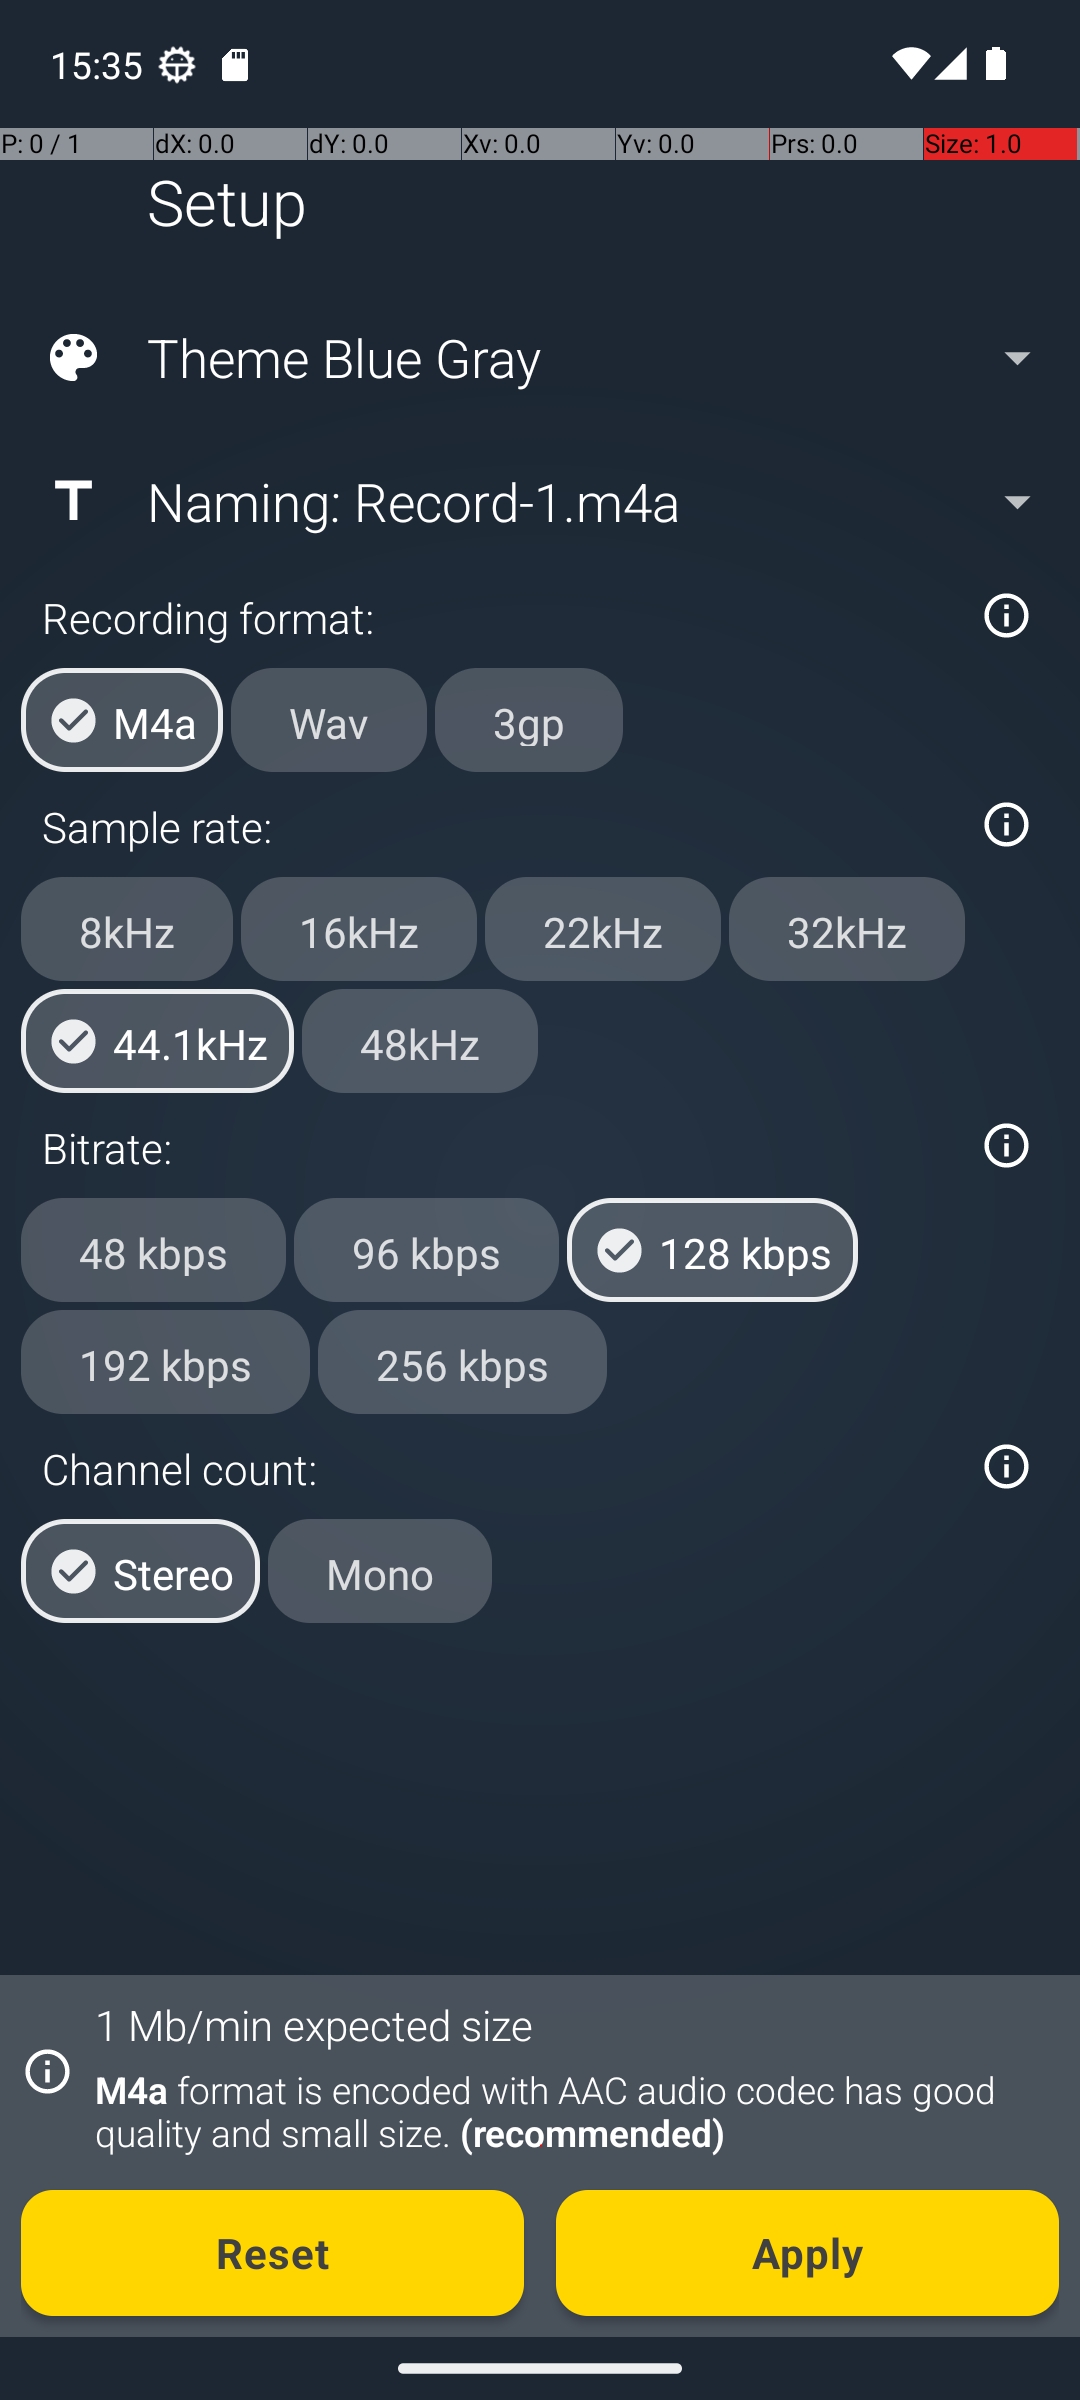 15:35
P: 0 / 1 dX: 0.0 dY: 0.0 Xv: 0.0 Yv: 0.0 Prs: 0.0 Size: 1.0
Setup
Theme Blue Gray
Naming: Record-1.m4a
Recording format:
M4a Wav 3gp
Sample rate:
8kHz 16kHz 22kHz 32kHz
44.1kHz 48kHz
Bitrate:
48 kbps 96 kbps 128 kbps
192 kbps 256 kbps
Channel count:
Stereo Mono
1 Mb/min expected size
M4a format is encoded with AAC audio codec has good
quality and small size. (recommended)
Reset Apply